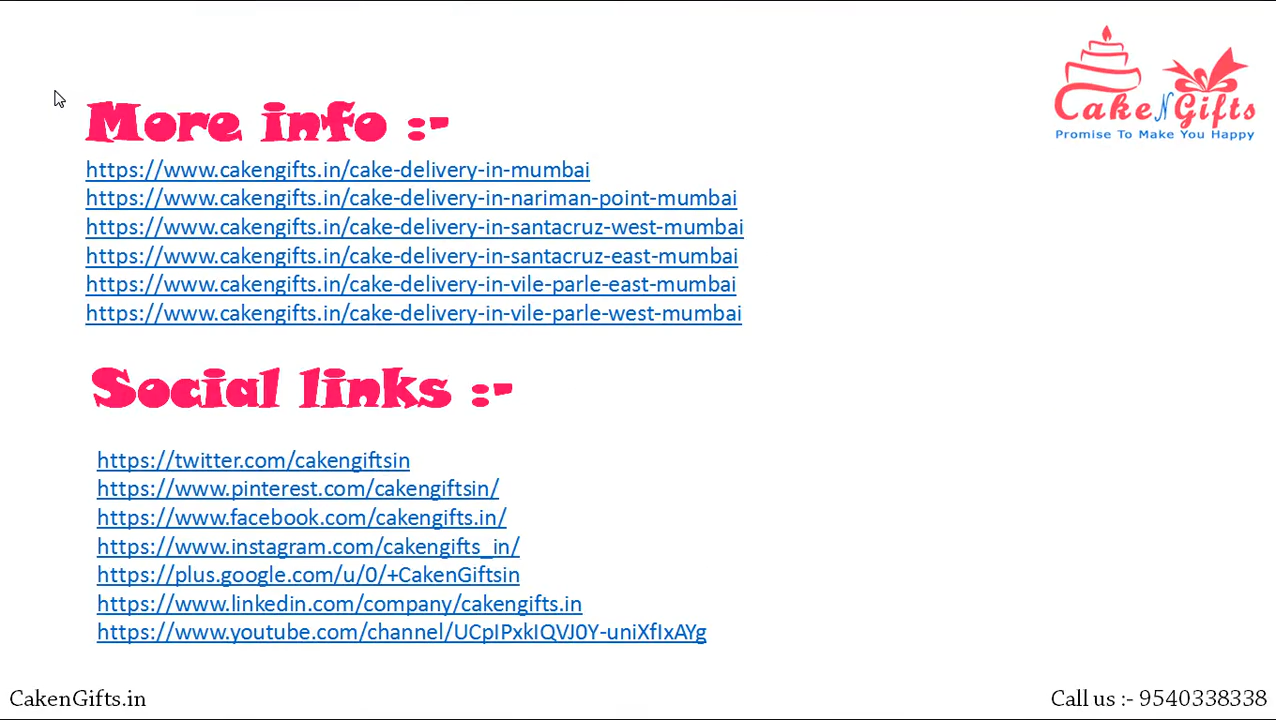 Cake N Gifts
Promise To Make You Happy
More info :-
https://www.cakengifts.in/cake-delivery-in-mumbai
https://www.cakengifts.in/cake-delivery-in-nariman-point-mumbai
https://www.cakengifts.in/cake-delivery-in-santacruz-west-mumbai
https://www.cakengifts.in/cake-delivery-in-santacruz-east-mumbai
https://www.cakengifts.in/cake-delivery-in-vile-parle-east-mumbai
https://www.cakengifts.in/cake-delivery-in-vile-parle-west-mumbai
Social links :-
https://twitter.com/cakengiftsin
https://www.pinterest.com/cakengiftsin/
https://www.facebook.com/cakengifts.in/
https://www.instagram.com/cakengifts_in/
https://plus.google.com/u/0/+CakenGiftsin
https://www.linkedin.com/company/cakengifts.in
https://www.youtube.com/channel/UCpIPxkIQVJ0Y-uniXfIxAYg
CakenGifts.in
Call us :- 9540338338